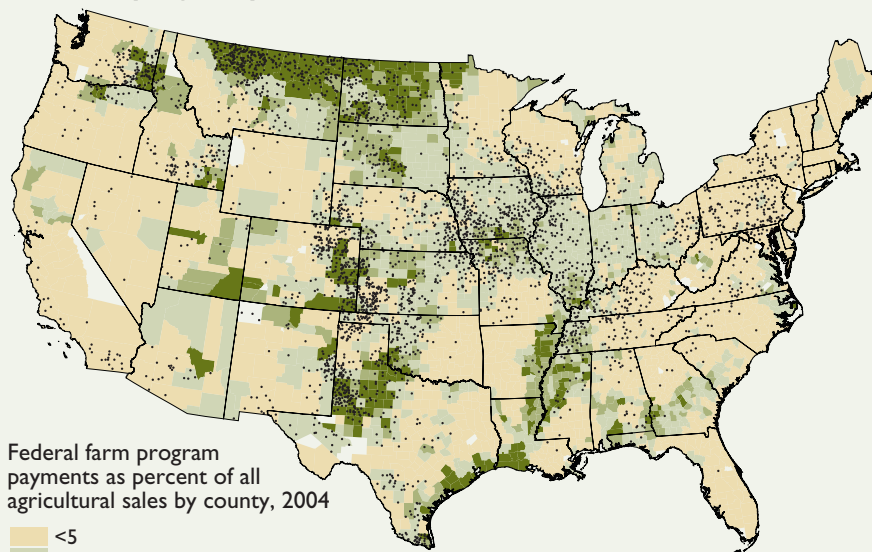 Federal farm program
payments as percent of all
agricultural sales by county, 2004
<5